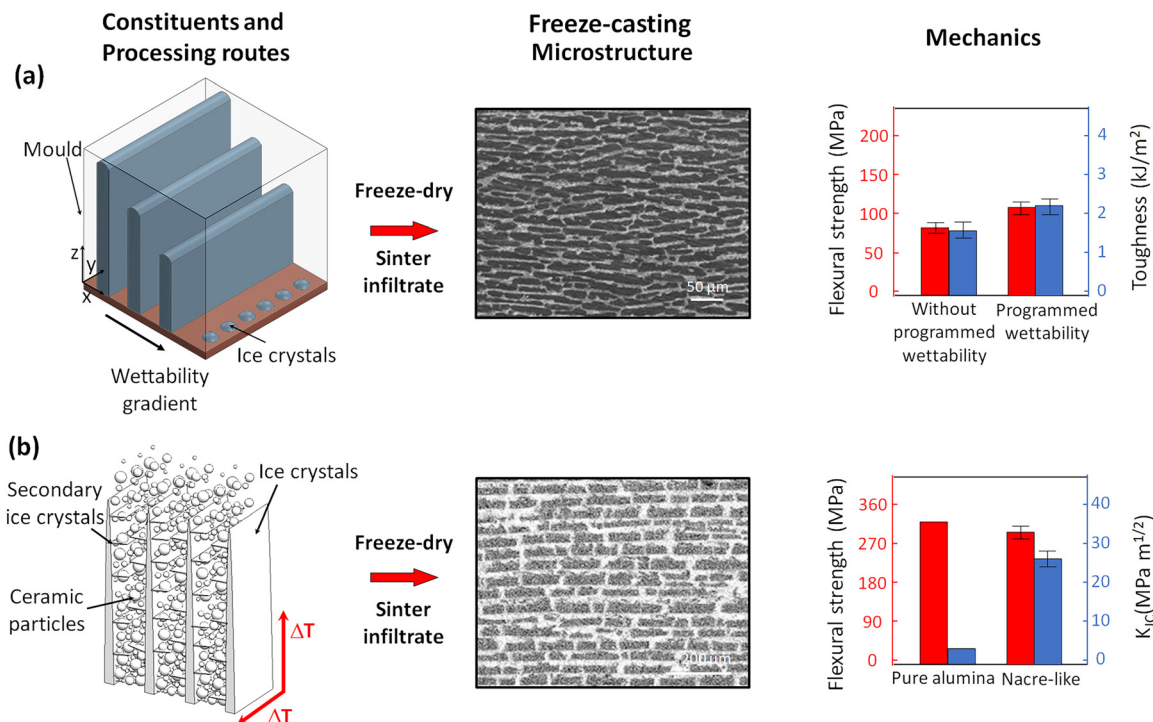 Constituents and
Processing routes
Freeze-casting
Microstructure
Mechanics
(a)
Mould
z
y
x
Wettability
gradient
Ice crystals
Freeze-dry
Sinter
infiltrate
50 μm
Flexural strength (MPa)
200
150
100
50
0
4
3
2
1
0
Toughness (kJ/m²)
Without
programmed
wettability
Programmed
wettability
(b)
Secondary
ice crystals
Ice crystals
Ceramic
particles
ΔT
ΔT
Freeze-dry
Sinter
infiltrate
200 μm
Flexural strength (MPa)
360
270
180
90
0
40
30
20
10
0
K_IC(MPa m^1/2)
Pure alumina
Nacre-like